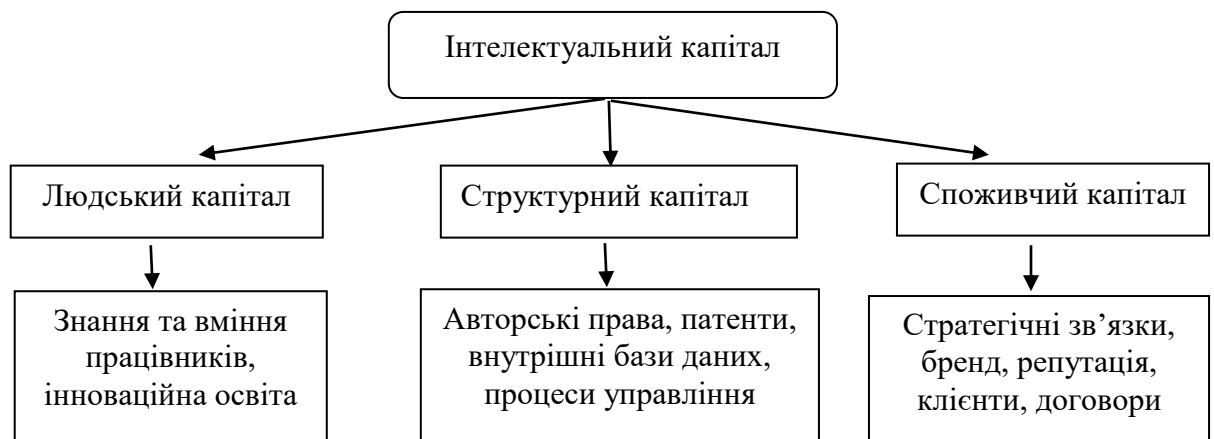 Інтелектуальний капітал
Людський капітал
Структурний капітал
Споживчий капітал
Знання та вміння
працівників,
інноваційна освіта
Авторські права, патенти,
внутрішні бази даних,
процеси управління
Стратегічні зв’язки,
бренд, репутація,
клієнти, договори